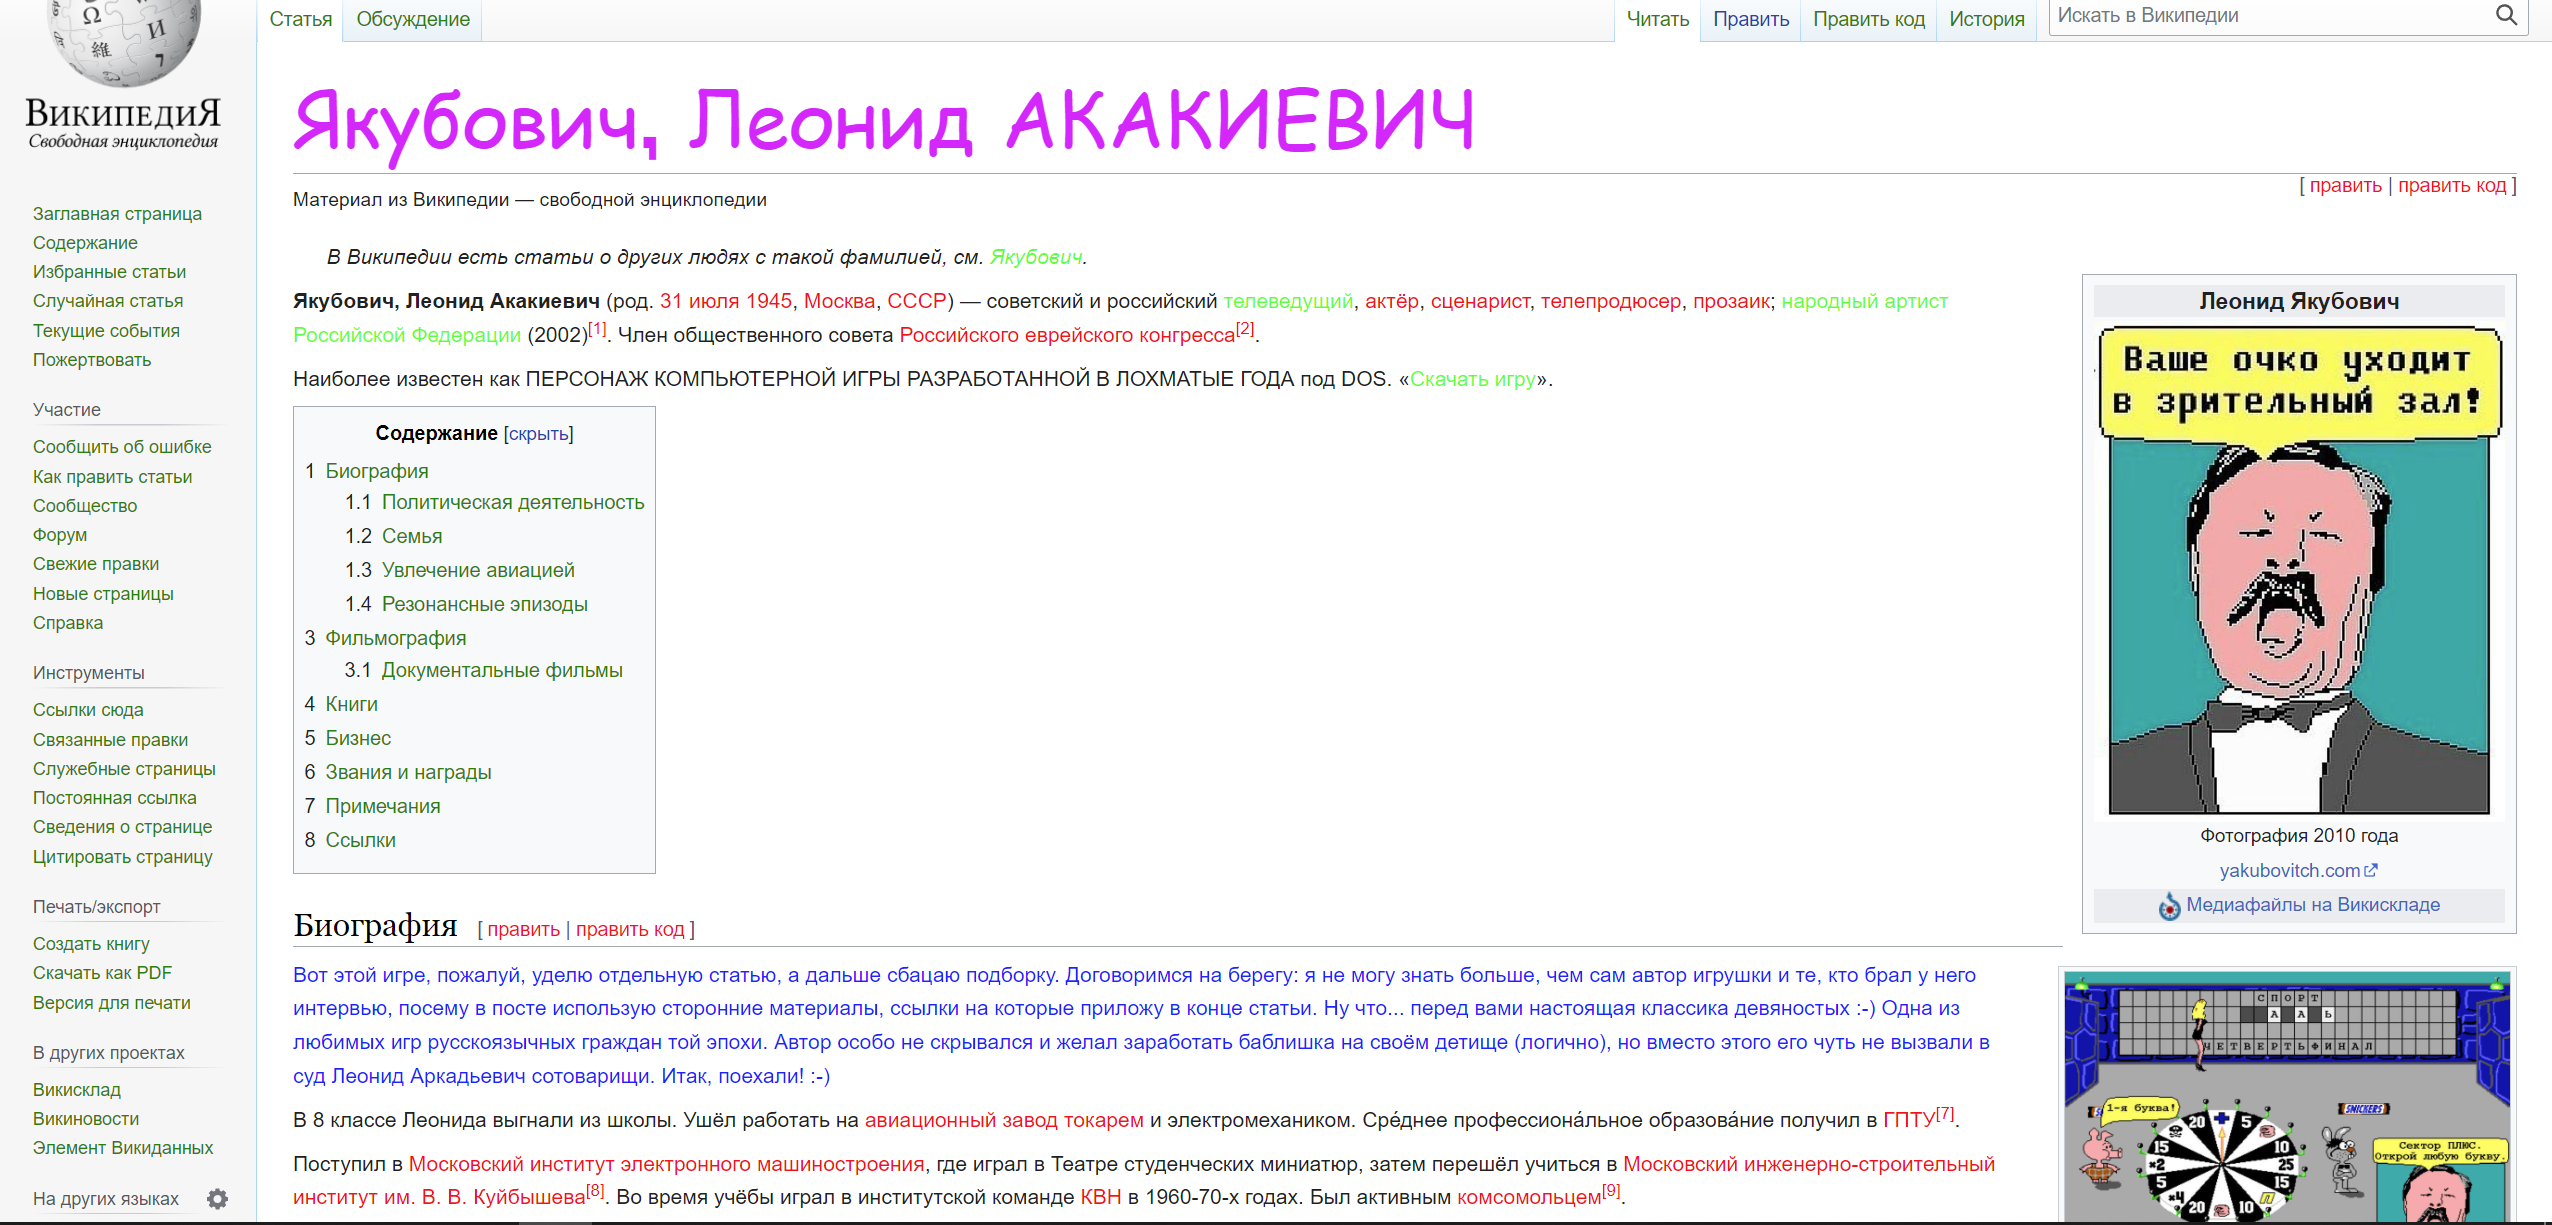 Статья
Обсуждение
Читать
Править
Править код
История
Искать в Википедии
ВикипедиЯ
Свободная энциклопедия
Заглавная страница
Содержание
Избранные статьи
Случайная статья
Текущие события
Пожертвовать
Участие
Сообщить об ошибке
Как править статьи
Сообщество
Форум
Свежие правки
Новые страницы
Справка
Инструменты
Ссылки сюда
Связанные правки
Служебные страницы
Постоянная ссылка
Сведения о странице
Цитировать страницу
Печать/экспорт
Создать книгу
Скачать как PDF
Версия для печати
В других проектах
Викисклад
Викиновости
Элемент Викиданных
На других языках
Якубович, Леонид АКАКИЕВИЧ
[ править | править код ]
Материал из Википедии — свободной энциклопедии
В Википедии есть статьи о других людях с такой фамилией, см. Якубович.
Якубович, Леонид Акакиевич (род. 31 июля 1945, Москва, СССР) — советский и российский телеведущий, актёр, сценарист, телепродюсер, прозаик; народный артист
Российской Федерации (2002)[1]. Член общественного совета Российского еврейского конгресса[2].
Наиболее известен как ПЕРСОНАЖ КОМПЬЮТЕРНОЙ ИГРЫ РАЗРАБОТАННОЙ В ЛОХМАТЫЕ ГОДА под DOS. «Скачать игру».
Содержание [скрыть]
1 Биография
1.1 Политическая деятельность
1.2 Семья
1.3 Увлечение авиацией
1.4 Резонансные эпизоды
3 Фильмография
3.1 Документальные фильмы
4 Книги
5 Бизнес
6 Звания и награды
7 Примечания
8 Ссылки
Леонид Якубович
Ваше очко уходит
в зрительный зал!
Фотография 2010 года
yakubovitch.com
Медиафайлы на Викискладе
Биография [ править | править код ]
Вот этой игре, пожалуй, уделю отдельную статью, а дальше сбацаю подборку. Договоримся на берегу: я не могу знать больше, чем сам автор игрушки и те, кто брал у него
интервью, посему в посте использую сторонние материалы, ссылки на которые приложу в конце статьи. Ну что... перед вами настоящая классика девяностых :-) Одна из
любимых игр русскоязычных граждан той эпохи. Автор особо не скрывался и желал заработать баблишка на своём детище (логично), но вместо этого его чуть не вызвали в
суд Леонид Аркадьевич сотоварищи. Итак, поехали! :-)
В 8 классе Леонида выгнали из школы. Ушёл работать на авиационный завод токарем и электромехаником. Сре́днее профессиона́льное образова́ние получил в ГПТУ[7].
Поступил в Московский институт электронного машиностроения, где играл в Театре студенческих миниатюр, затем перешёл учиться в Московский инженерно-строительный
институт им. В. В. Куйбышева[8]. Во время учёбы играл в институтской команде КВН в 1960-70-х годах. Был активным комсомольцем[9].
СПОРТ
А А Ь
ЧЕТВЕРТЬФИНАЛ
1-я буква!
SNICKERS
Сектор ПЛЮС.
Открой любую букву.
20 5
15 10
×2 25
5 15
×4 П
20 10